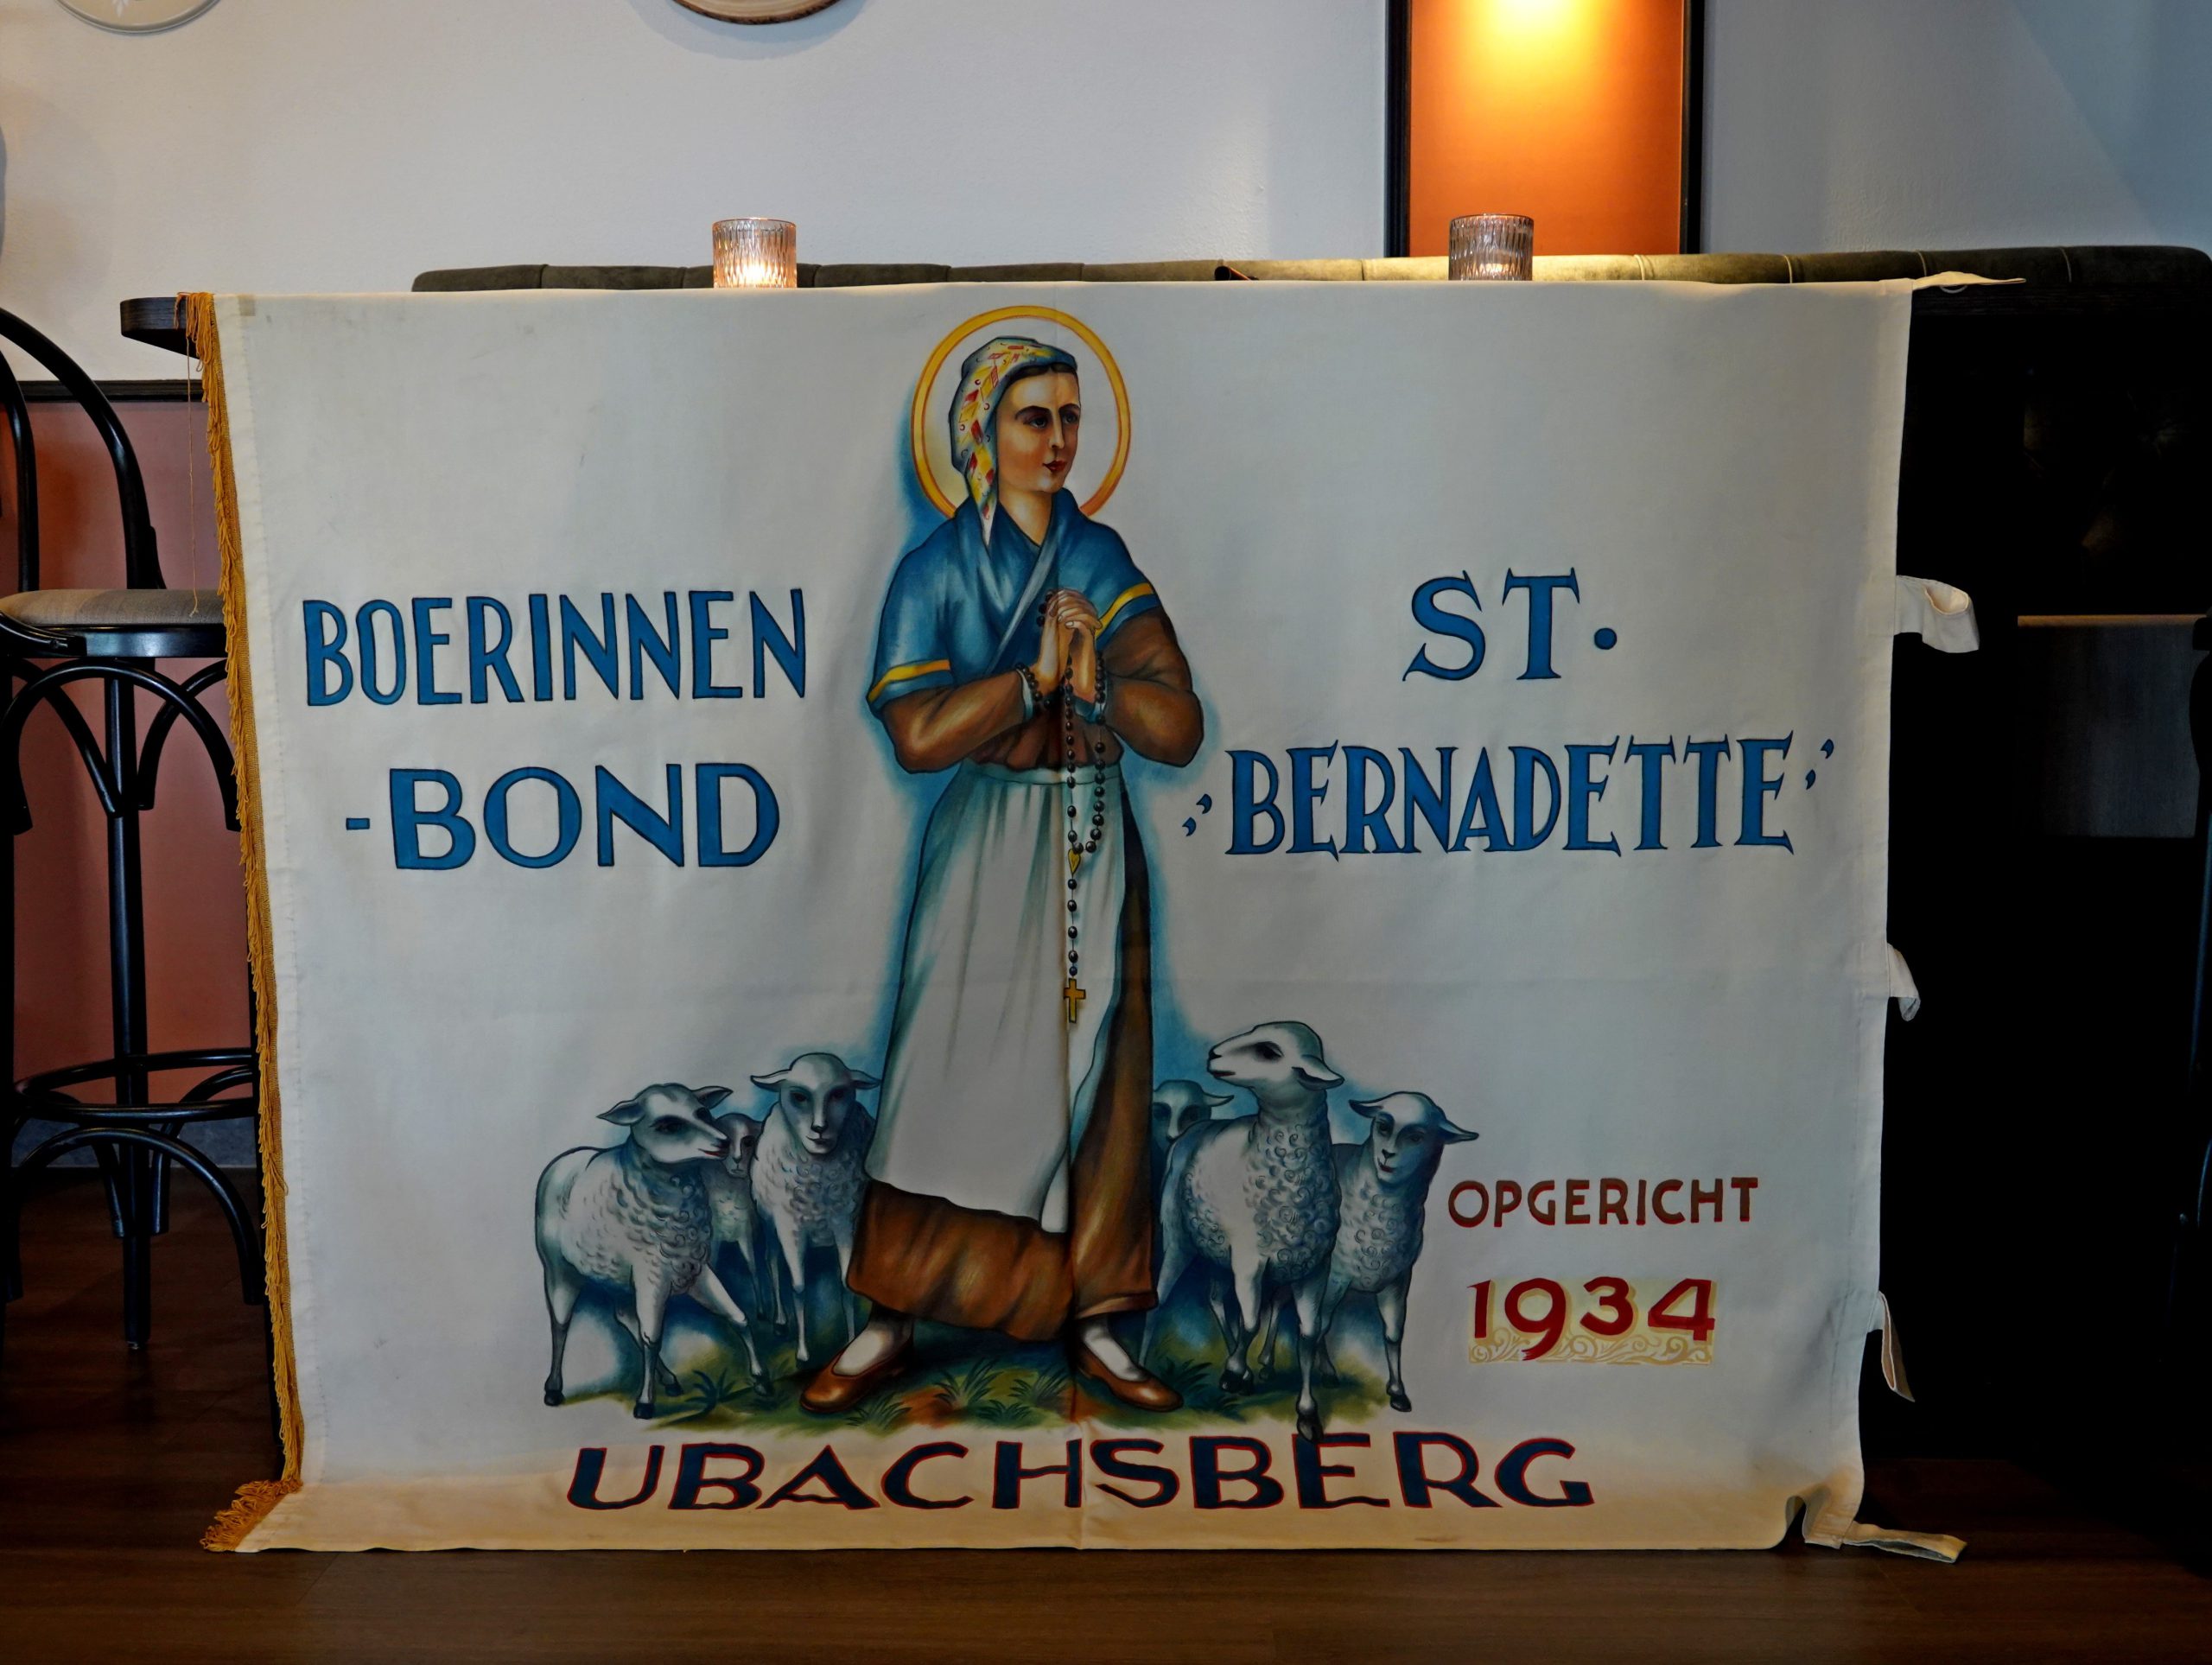 BOERINNEN
-BOND
ST.
„BERNADETTE”
OPGERICHT
1934
UBACHSBERG